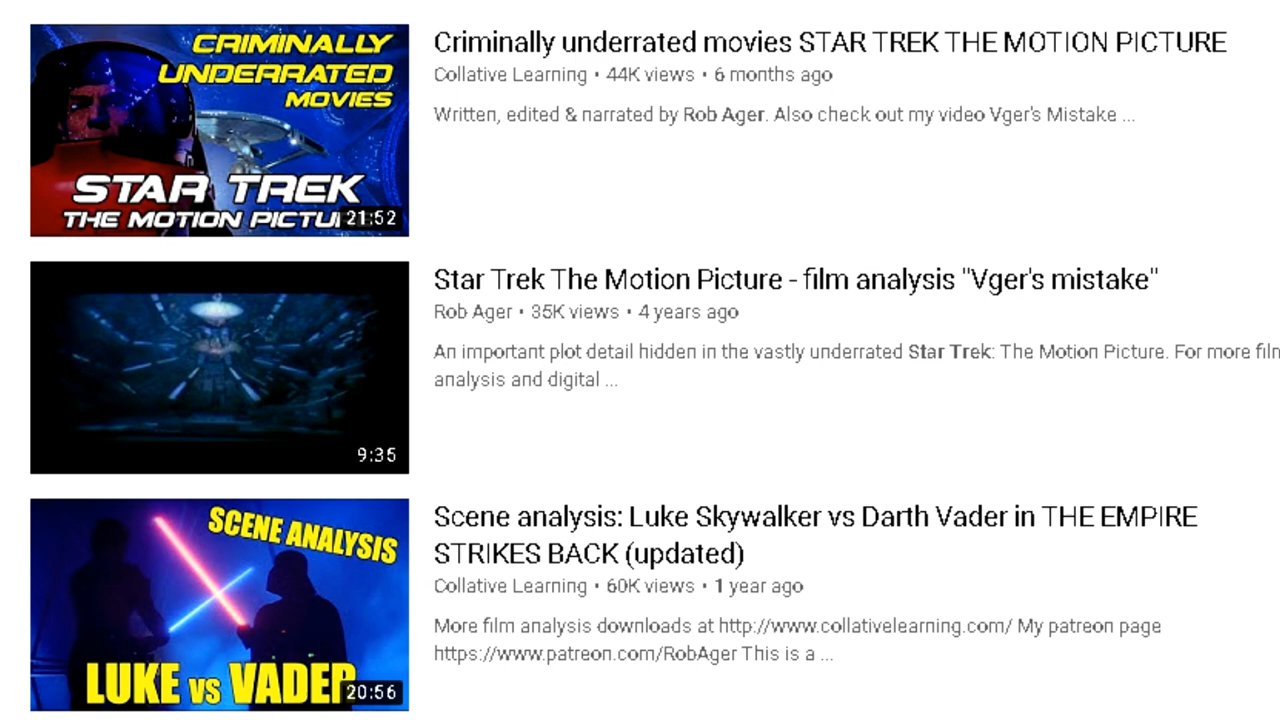 CRIMINALLY
UNDERRATED
MOVIES
STAR TREK
THE MOTION PICTU
21:52
Criminally underrated movies STAR TREK THE MOTION PICTURE
Collative Learning • 44K views • 6 months ago
Written, edited & narrated by Rob Ager. Also check out my video Vger's Mistake ...
9:35
Star Trek The Motion Picture - film analysis "Vger's mistake"
Rob Ager • 35K views • 4 years ago
An important plot detail hidden in the vastly underrated Star Trek: The Motion Picture. For more film
analysis and digital ...
SCENE ANALYSIS
LUKE vs VADER
20:56
Scene analysis: Luke Skywalker vs Darth Vader in THE EMPIRE
STRIKES BACK (updated)
Collative Learning • 60K views • 1 year ago
More film analysis downloads at http://www.collativelearning.com/ My patreon page
https://www.patreon.com/RobAger This is a ...